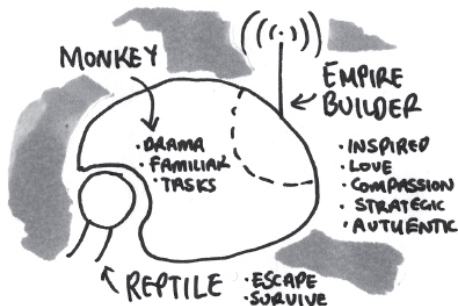 MONKEY
EMPIRE
BUILDER
·DRAMA
·FAMILIAR
·TASKS
·INSPIRED
·LOVE
·COMPASSION
·STRATEGIC
·AUTHENTIC
REPTILE
·ESCAPE
·SURVIVE